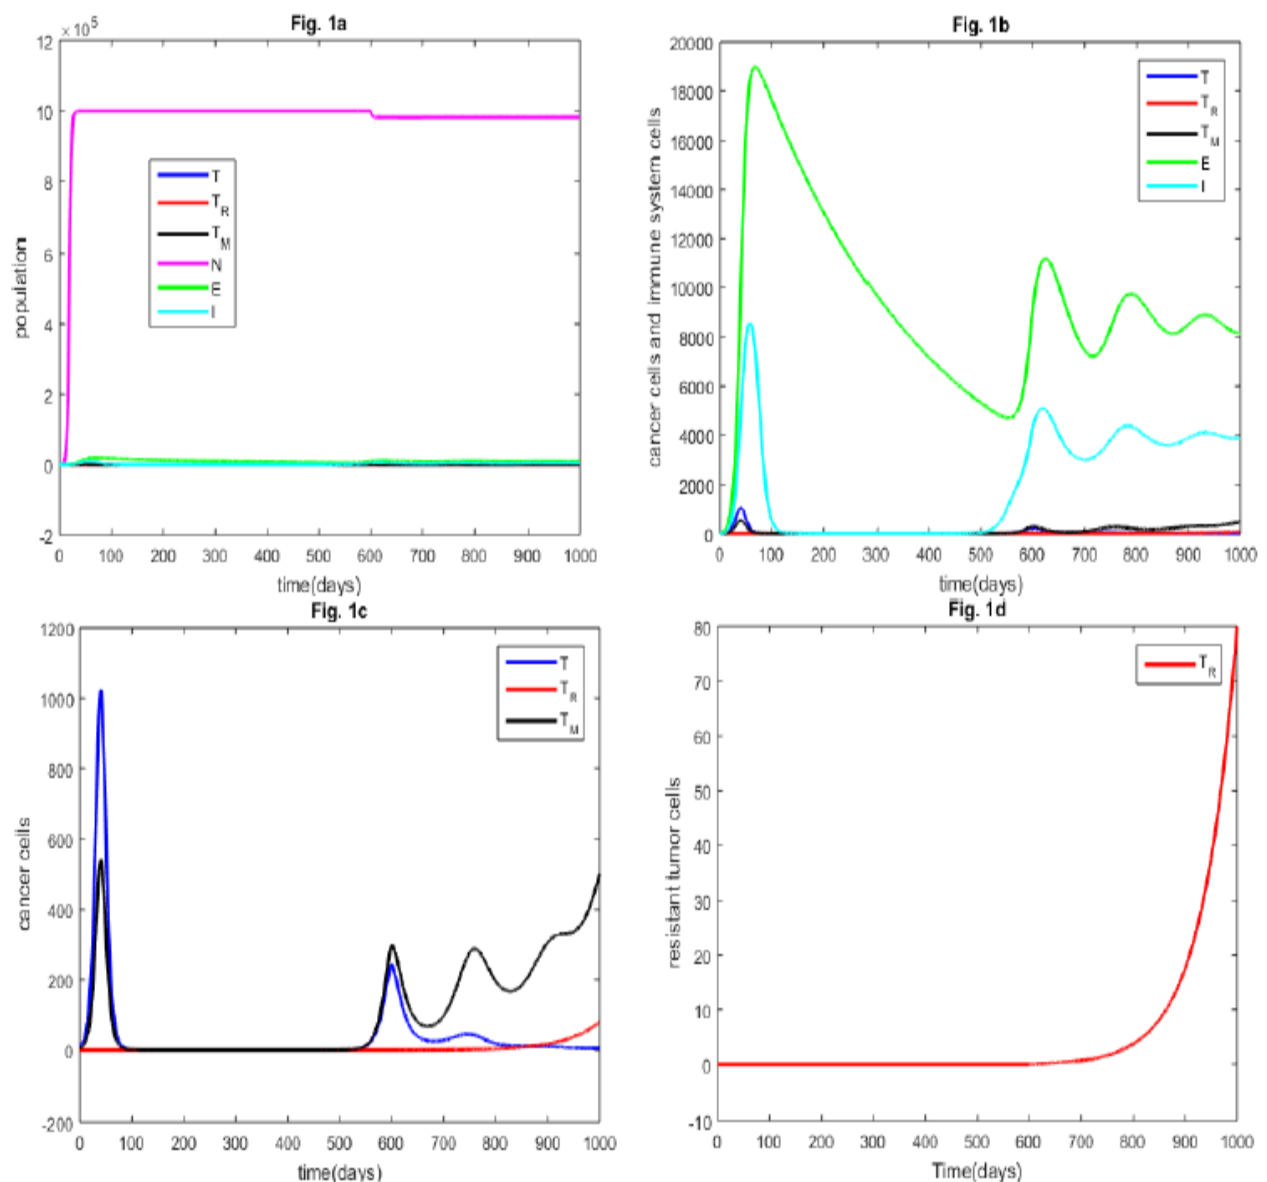 Fig. 1a
×10⁵
12
10
8
6
4
2
0
-2
population
T
T_R
T_M
N
E
I
0 100 200 300 400 500 600 700 800 900 1000
time(days)
Fig. 1b
20000
18000
16000
14000
12000
10000
8000
6000
4000
2000
0
cancer cells and immune system cells
T
T_R
T_M
E
I
0 100 200 300 400 500 600 700 800 900 1000
time(days)
Fig. 1c
1200
1000
800
600
400
200
0
-200
cancer cells
T
T_R
T_M
0 100 200 300 400 500 600 700 800 900 1000
time(days)
Fig. 1d
80
70
60
50
40
30
20
10
0
-10
resistant tumor cells
T_R
0 100 200 300 400 500 600 700 800 900 1000
Time(days)